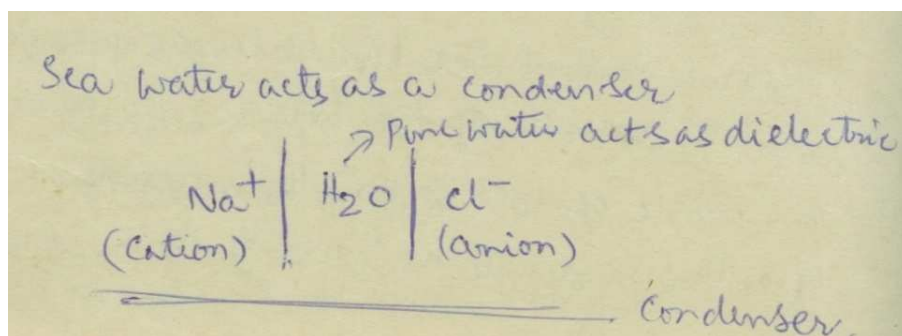 Sea water acts as a condenser
Pure water acts as dielectric
Na+ | H2O | Cl-
(Cation) (anion)
Condenser